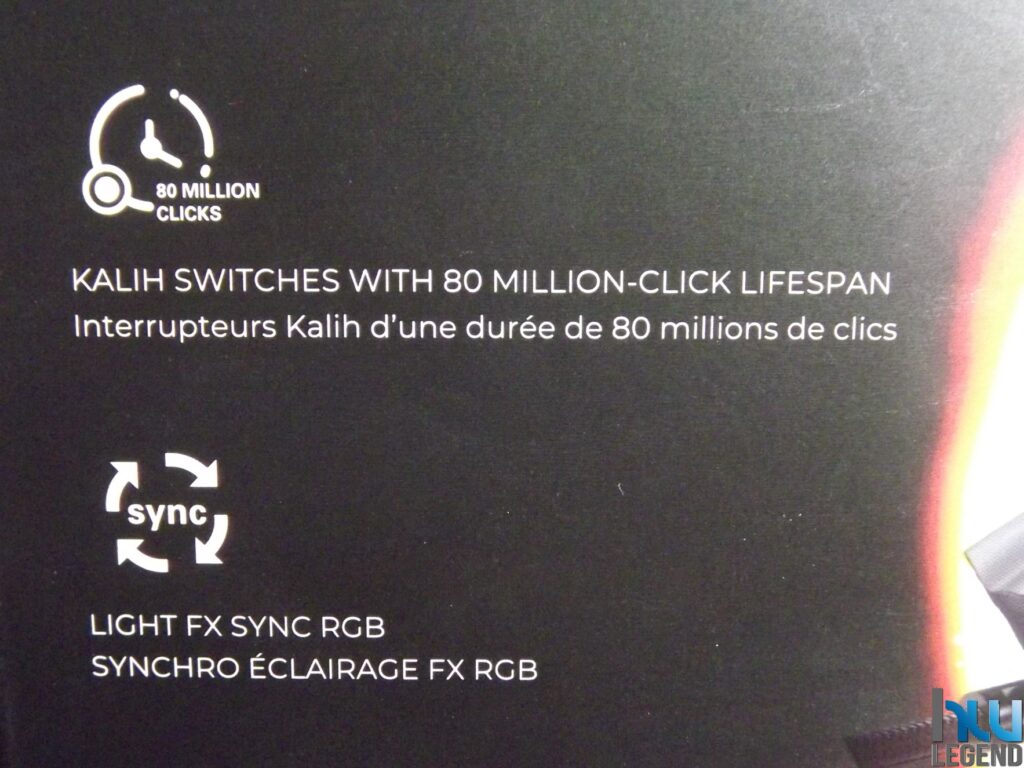 80 MILLION
CLICKS
KALIH SWITCHES WITH 80 MILLION-CLICK LIFESPAN
Interrupteurs Kalih d'une durée de 80 millions de clics
sync
LIGHT FX SYNC RGB
SYNCHRO ÉCLAIRAGE FX RGB
hw
LEGEND